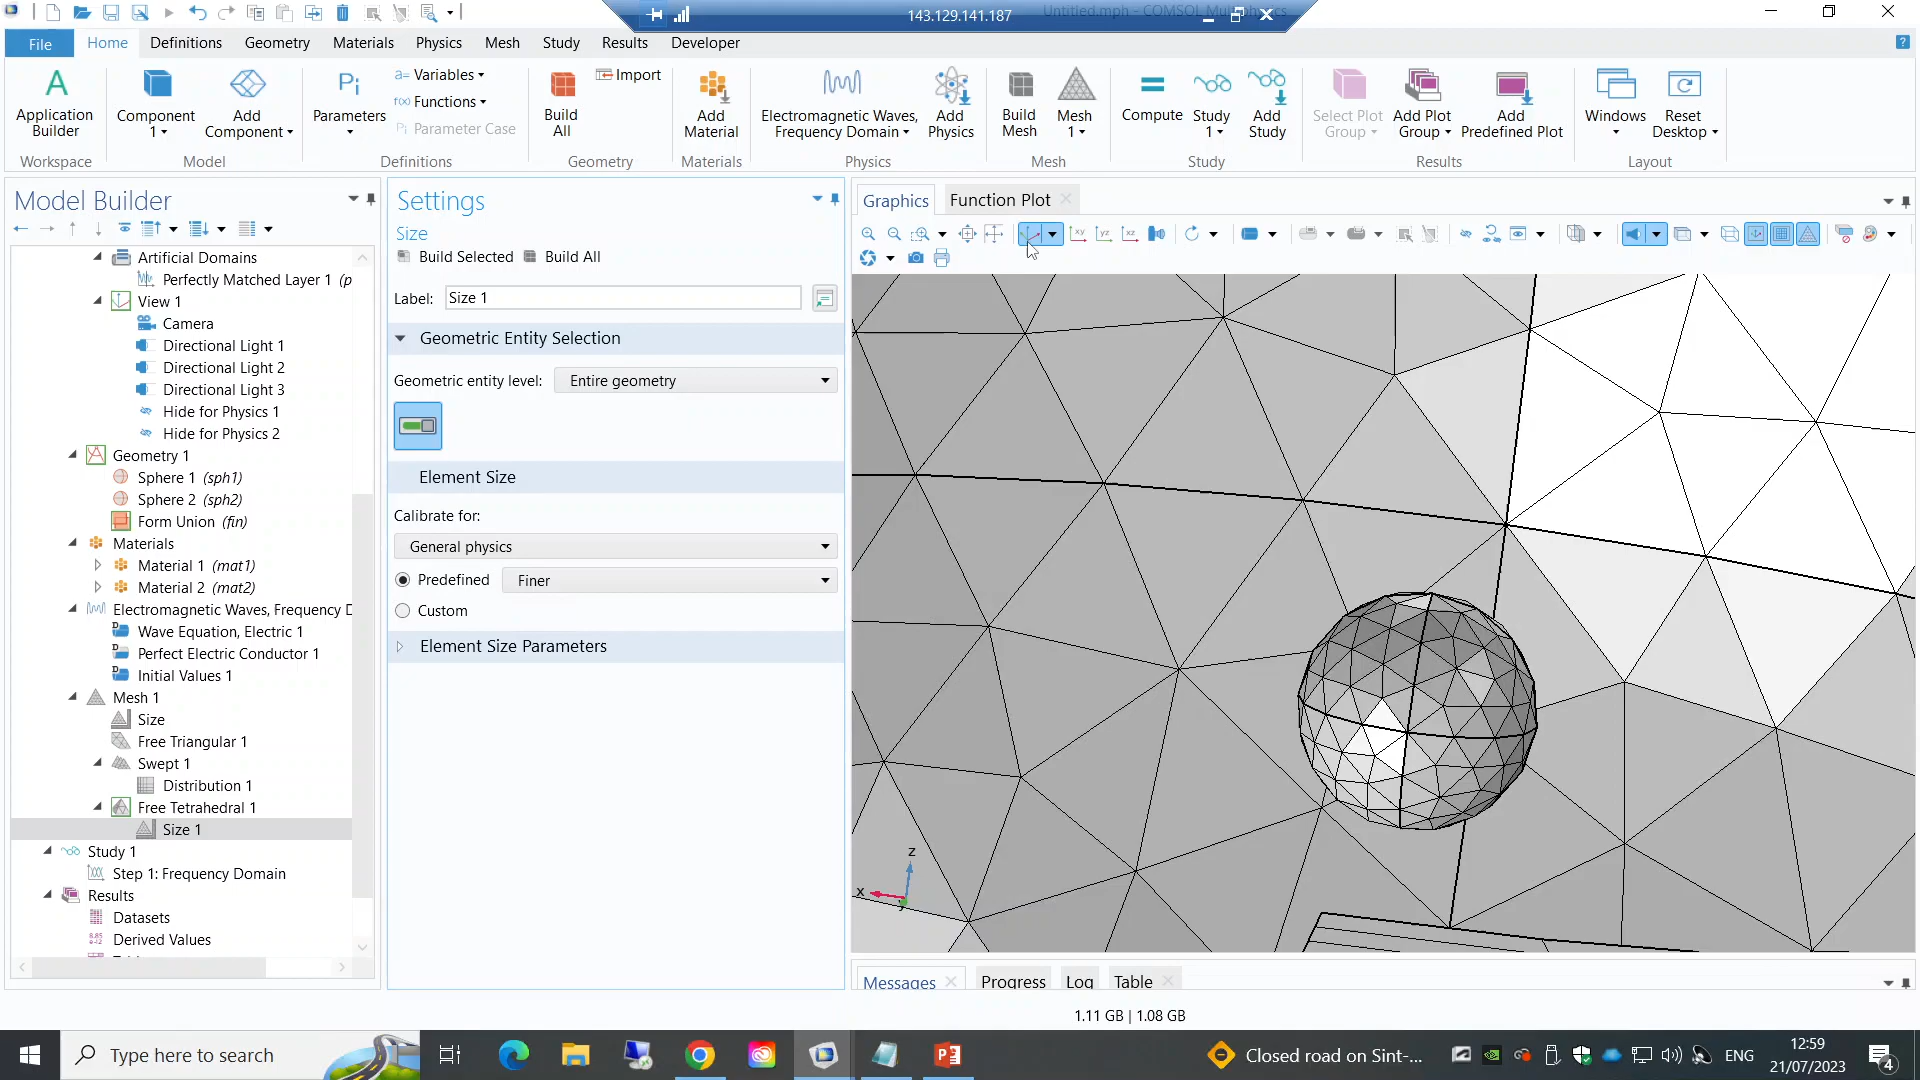 143.129.141.187
Untitled.mph - COMSOL Multiphysics
File
Home
Definitions
Geometry
Materials
Physics
Mesh
Study
Results
Developer
Application Builder
Workspace
Component 1
Add Component
Model
Parameters
a= Variables
f(x) Functions
Pi Parameter Case
Definitions
Build All
Import
Geometry
Add Material
Materials
Electromagnetic Waves, Frequency Domain
Add Physics
Physics
Build Mesh
Mesh 1
Mesh
Compute
Study 1
Add Study
Study
Select Plot Group
Add Plot Group
Add Predefined Plot
Results
Windows
Reset Desktop
Layout
Model Builder
Artificial Domains
Perfectly Matched Layer 1 (p
View 1
Camera
Directional Light 1
Directional Light 2
Directional Light 3
Hide for Physics 1
Hide for Physics 2
Geometry 1
Sphere 1 (sph1)
Sphere 2 (sph2)
Form Union (fin)
Materials
Material 1 (mat1)
Material 2 (mat2)
Electromagnetic Waves, Frequency D
Wave Equation, Electric 1
Perfect Electric Conductor 1
Initial Values 1
Mesh 1
Size
Free Triangular 1
Swept 1
Distribution 1
Free Tetrahedral 1
Size 1
Study 1
Step 1: Frequency Domain
Results
Datasets
Derived Values
Settings
Size
Build Selected
Build All
Label: Size 1
Geometric Entity Selection
Geometric entity level: Entire geometry
Element Size
Calibrate for:
General physics
Predefined Finer
Custom
Element Size Parameters
Graphics
Function Plot
z
x
y
Messages
Progress
Log
Table
1.11 GB | 1.08 GB
Type here to search
Closed road on Sint-...
ENG
12:59
21/07/2023
4